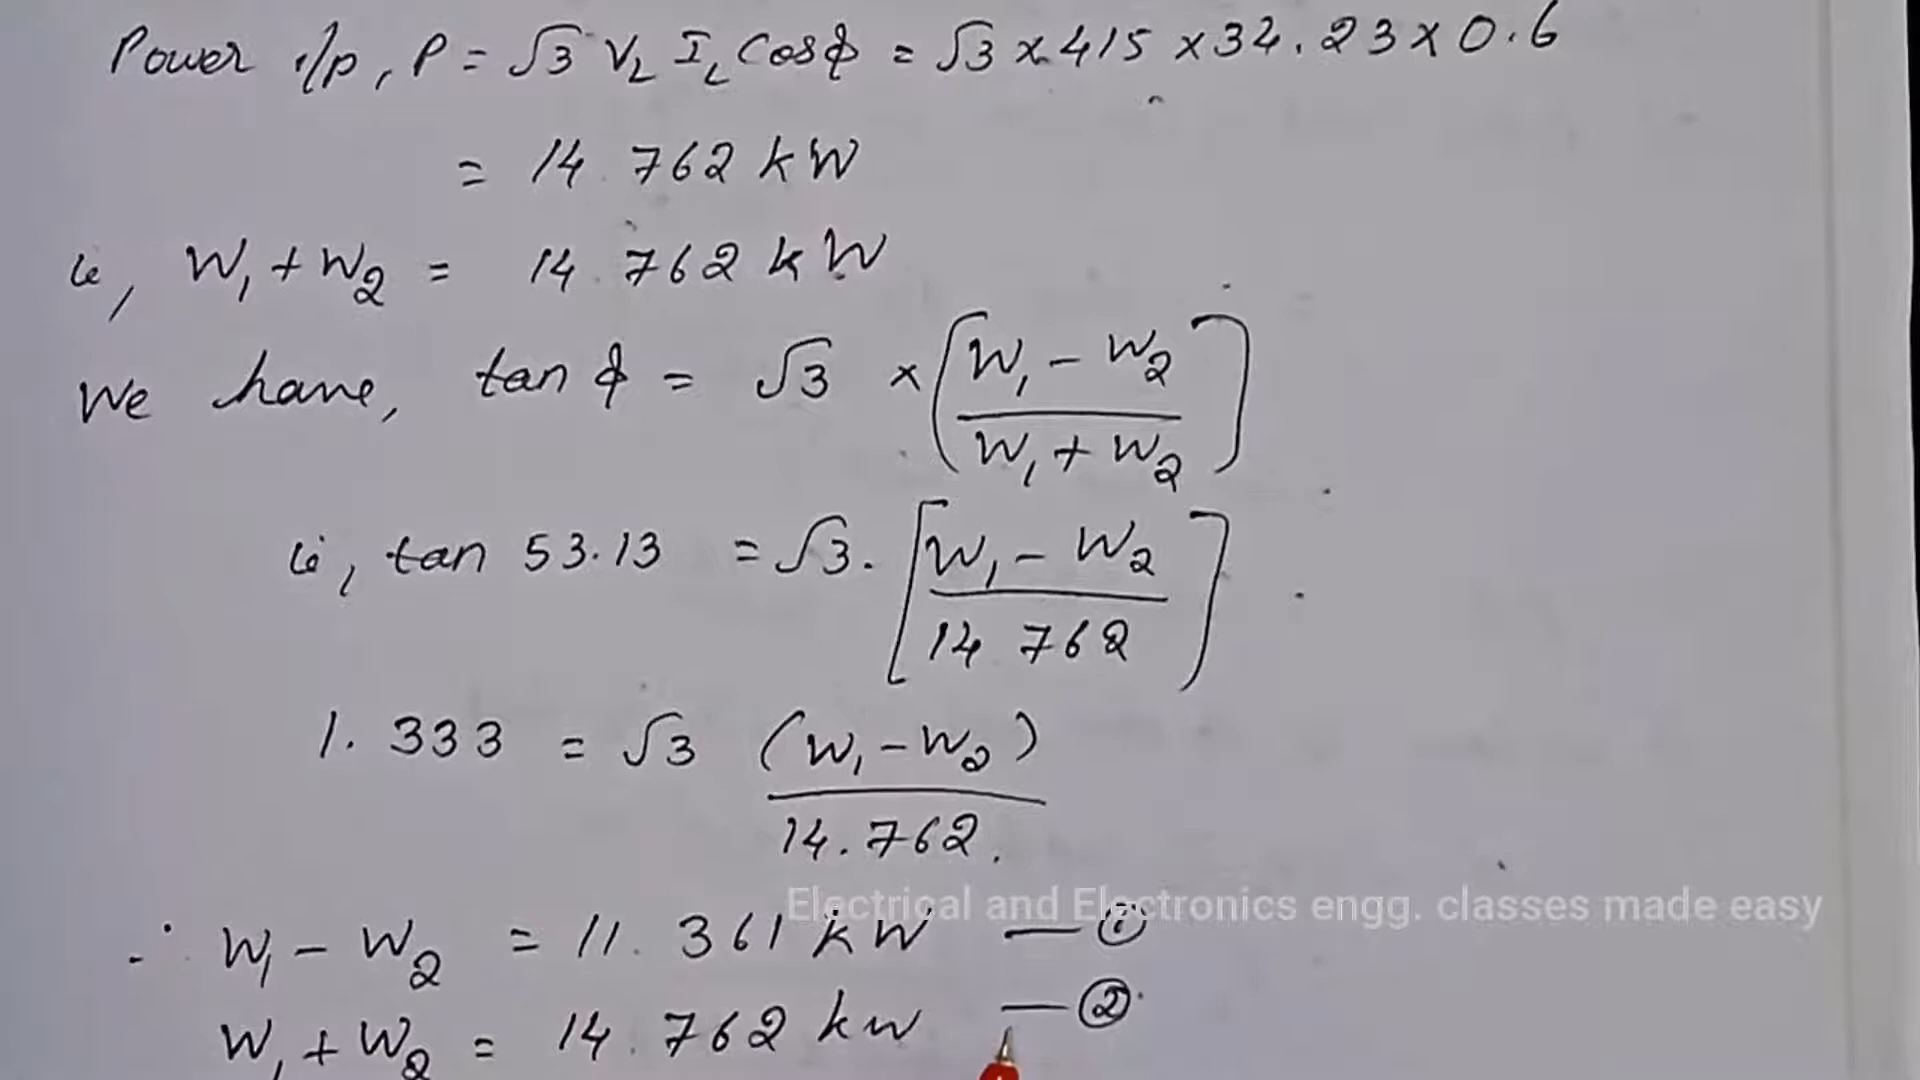 Power i/p, P = √3 V_L I_L Cosϕ = √3 × 415 × 34.23 × 0.6
= 14.762 kW
ie, W₁ + W₂ = 14.762 kW
We have, tan ϕ = √3 × [W₁ - W₂ / W₁ + W₂]
ie, tan 53.13 = √3 . [W₁ - W₂ / 14.762]
1.333 = √3 (W₁ - W₂) / 14.762.
Electrical and Electronics engg. classes made easy
∴ W₁ - W₂ = 11.361 kW — ①
W₁ + W₂ = 14.762 kW — ②